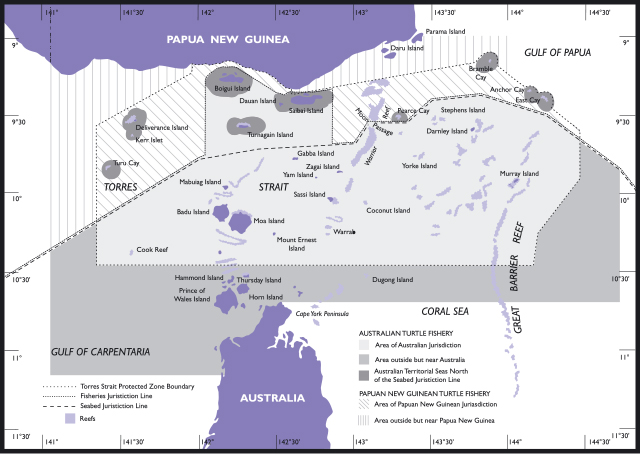 141° 141°30' 142° 142°30' 143° 143°30' 144° 144°30'
9° 9°
Parama Island
PAPUA NEW GUINEA
Daru Island
GULF OF PAPUA
Bramble
Cay
Boigu Island
Anchor Cay
Dauan Island
East Cay
Saibai Island
Moon Passage
Reef
Pearce Cay
Stephens Island
9°30' 9°30'
Deliverance Island
Turnagain Island
Darnley Island
Kerr Islet
Warrior
Gabba Island
Turu Cay
Zagai Island
Yorke Island
Yam Island
Murray Island
TORRES
Mabuiag Island
STRAIT
10° 10°
Sassi Island
Badu Island
Moa Island
Coconut Island
Warraber
Mount Ernest
Island
Cook Reef
GREAT BARRIER REEF
10°30' 10°30'
Hammond Island
Thursday Island
Dugong Island
Prince of
Wales Island
Horn Island
Cape York Peninsula
CORAL SEA
GULF OF CARPENTARIA
11° 11°
AUSTRALIAN TURTLE FISHERY
Area of Australian Jurisdiction
Area outside but near Australia
Australian Territorial Seas North
of the Seabed Jurisdiction Line
PAPUA NEW GUINEAN TURTLE FISHERY
Area of Papuan New Guinean Juriasdiction
Area outside but near Papua New Guinea
Torres Strait Protected Zone Boundary
Fisheries Juristiction Line
Seabed Juristiction Line
Reefs
AUSTRALIA
11°30' 11°30'
141° 141°30' 142° 142°30' 143° 143°30' 144° 144°30'